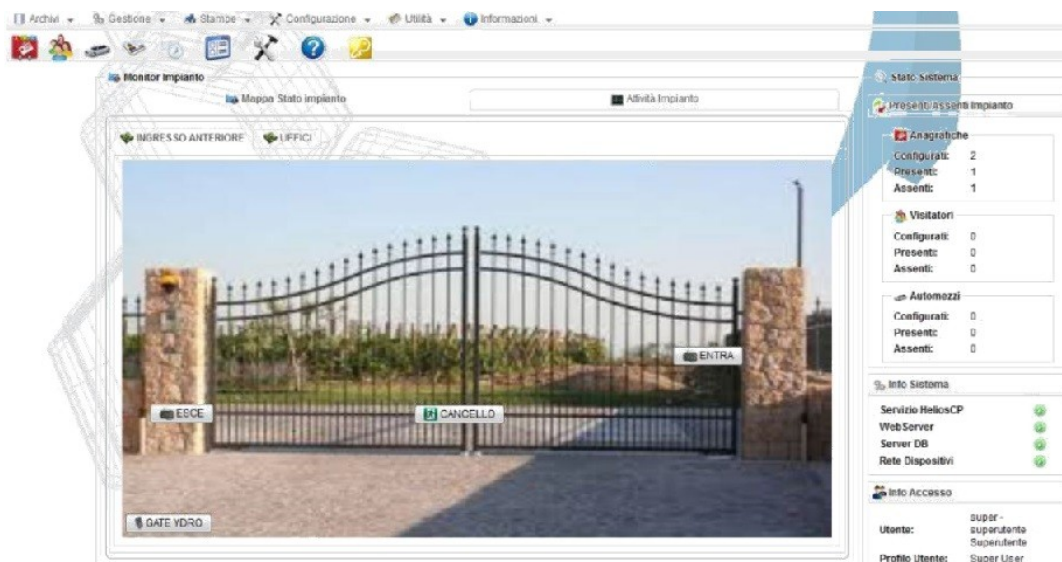 Archivi Gestione Stampe Configurazione Utilità Informazioni
Monitor Impianto
Mappa Stato impianto
Attività Impianto
INGRESSO ANTERIORE
UFFICI
ENTRA
ESCE
CANCELLO
GATE YDRO
Stato Sistema
Presenti/Assenti Impianto
Anagrafiche
Configurati: 2
Presenti: 1
Assenti: 1
Visitatori
Configurati: 0
Presenti: 0
Assenti: 0
Automezzi
Configurati: 0
Presenti: 0
Assenti: 0
Info Sistema
Servizio HeliosCP
WebServer
Server DB
Rete Dispositivi
Info Accesso
Utente: super - superutente Superutente
Profilo Utente: Super User